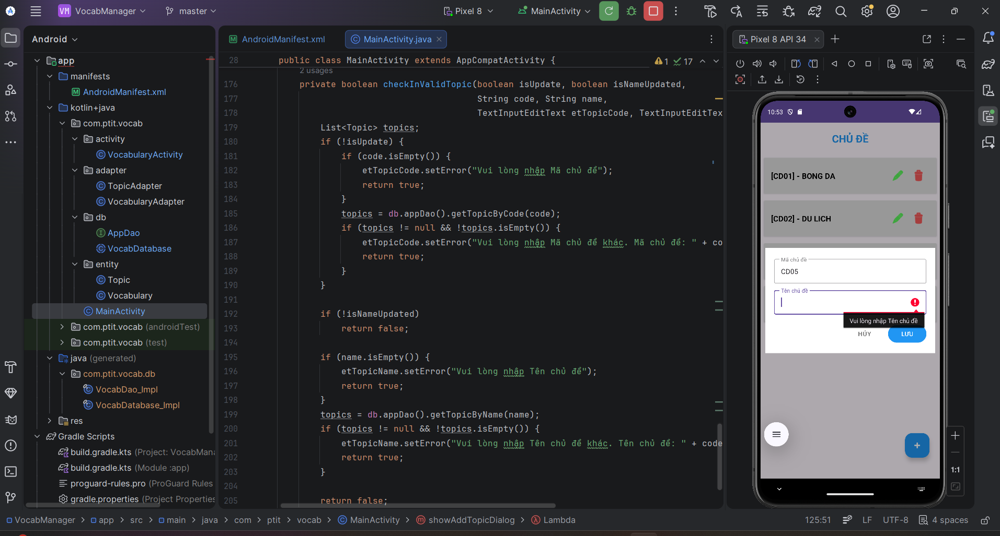 VM VocabManager
master
Pixel 8
MainActivity
Android
app
manifests
AndroidManifest.xml
kotlin+java
com.ptit.vocab
activity
VocabularyActivity
adapter
TopicAdapter
VocabularyAdapter
db
AppDao
VocabDatabase
entity
Topic
Vocabulary
MainActivity
com.ptit.vocab (androidTest)
com.ptit.vocab (test)
java (generated)
com.ptit.vocab.db
VocabDao_Impl
VocabDatabase_Impl
res
Gradle Scripts
build.gradle.kts (Project: VocabMana
build.gradle.kts (Module :app)
proguard-rules.pro (ProGuard Rules
gradle.properties (Project Properties
AndroidManifest.xml
MainActivity.java
28 public class MainActivity extends AppCompatActivity {
1 17
2 usages
176 private boolean checkInValidTopic(boolean isUpdate, boolean isNameUpdated,
177 String code, String name,
178 TextInputEditText etTopicCode, TextInputEditTex
179 List<Topic> topics;
180 if (!isUpdate) {
181 if (code.isEmpty()) {
182 etTopicCode.setError("Vui lòng nhập Mã chủ đề");
183 return true;
184 }
185 topics = db.appDao().getTopicByCode(code);
186 if (topics != null && !topics.isEmpty()) {
187 etTopicCode.setError("Vui lòng nhập Mã chủ đề khác. Mã chủ đề: " + co
188 return true;
189 }
190 }
191
192 if (!isNameUpdated)
193 return false;
194
195 if (name.isEmpty()) {
196 etTopicName.setError("Vui lòng nhập Tên chủ đề");
197 return true;
198 }
199 topics = db.appDao().getTopicByName(name);
200 if (topics != null && !topics.isEmpty()) {
201 etTopicName.setError("Vui lòng nhập Tên chủ đề khác. Tên chủ đề: " + code
202 return true;
203 }
204
205 return false;
Pixel 8 API 34
10:53
CHỦ ĐỀ
[CD01] - BONG DA
[CD02] - DU LICH
Mã chủ đề
CD05
Tên chủ đề
Vui lòng nhập Tên chủ đề
HỦY
LƯU
+
1:1
VocabManager > app > src > main > java > com > ptit > vocab > MainActivity > showAddTopicDialog > Lambda
125:51 LF UTF-8 4 spaces